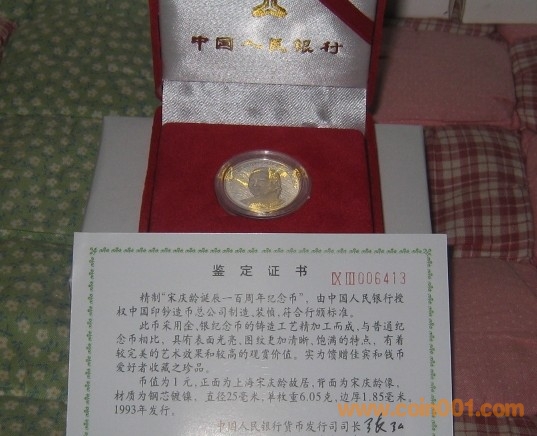 中国人民银行
鉴定证书
IXIII006413
精制“宋庆龄诞辰一百周年纪念币”,由中国人民银行授
权中国印钞造币总公司制造、装帧,符合行颁标准。
此币采用金、银纪念币的铸造工艺精加工而成,与普通纪
念币相比,具有表面光亮、图纹更加清晰、饱满的特点,有着
较完美的艺术效果和较高的观赏价值。实为馈赠佳宾和钱币
爱好者收藏之珍品。
币值为1元,正面为上海宋庆龄故居,背面为宋庆龄像,
材质为钢芯镀镍,直径25毫米,单枚重6.05克,边厚1.85毫米,
1993年发行。
中国人民银行货币发行司司长
www.coin001.com